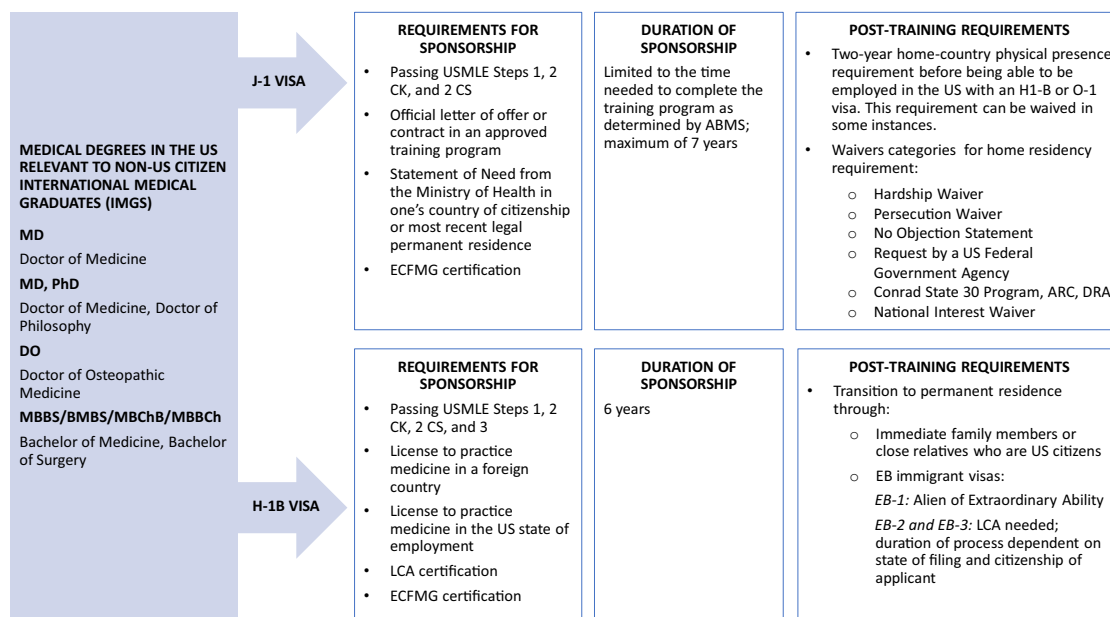 MEDICAL DEGREES IN THE US
RELEVANT TO NON-US CITIZEN
INTERNATIONAL MEDICAL
GRADUATES (IMGS)
MD
Doctor of Medicine
MD, PhD
Doctor of Medicine, Doctor of
Philosophy
DO
Doctor of Osteopathic
Medicine
MBBS/BMBS/MBChB/MBBCh
Bachelor of Medicine, Bachelor
of Surgery
J-1 VISA
REQUIREMENTS FOR
SPONSORSHIP
• Passing USMLE Steps 1, 2
CK, and 2 CS
• Official letter of offer or
contract in an approved
training program
• Statement of Need from
the Ministry of Health in
one's country of citizenship
or most recent legal
permanent residence
• ECFMG certification
DURATION OF
SPONSORSHIP
Limited to the time
needed to complete the
training program as
determined by ABMS;
maximum of 7 years
POST-TRAINING REQUIREMENTS
• Two-year home-country physical presence
requirement before being able to be
employed in the US with an H1-B or O-1
visa. This requirement can be waived in
some instances.
• Waivers categories for home residency
requirement:
o Hardship Waiver
o Persecution Waiver
o No Objection Statement
o Request by a US Federal
Government Agency
o Conrad State 30 Program, ARC, DRA
o National Interest Waiver
H-1B VISA
REQUIREMENTS FOR
SPONSORSHIP
• Passing USMLE Steps 1, 2
CK, 2 CS, and 3
• License to practice
medicine in a foreign
country
• License to practice
medicine in the US state of
employment
• LCA certification
• ECFMG certification
DURATION OF
SPONSORSHIP
6 years
POST-TRAINING REQUIREMENTS
• Transition to permanent residence
through:
o Immediate family members or
close relatives who are US citizens
o EB immigrant visas:
EB-1: Alien of Extraordinary Ability
EB-2 and EB-3: LCA needed;
duration of process dependent on
state of filing and citizenship of
applicant